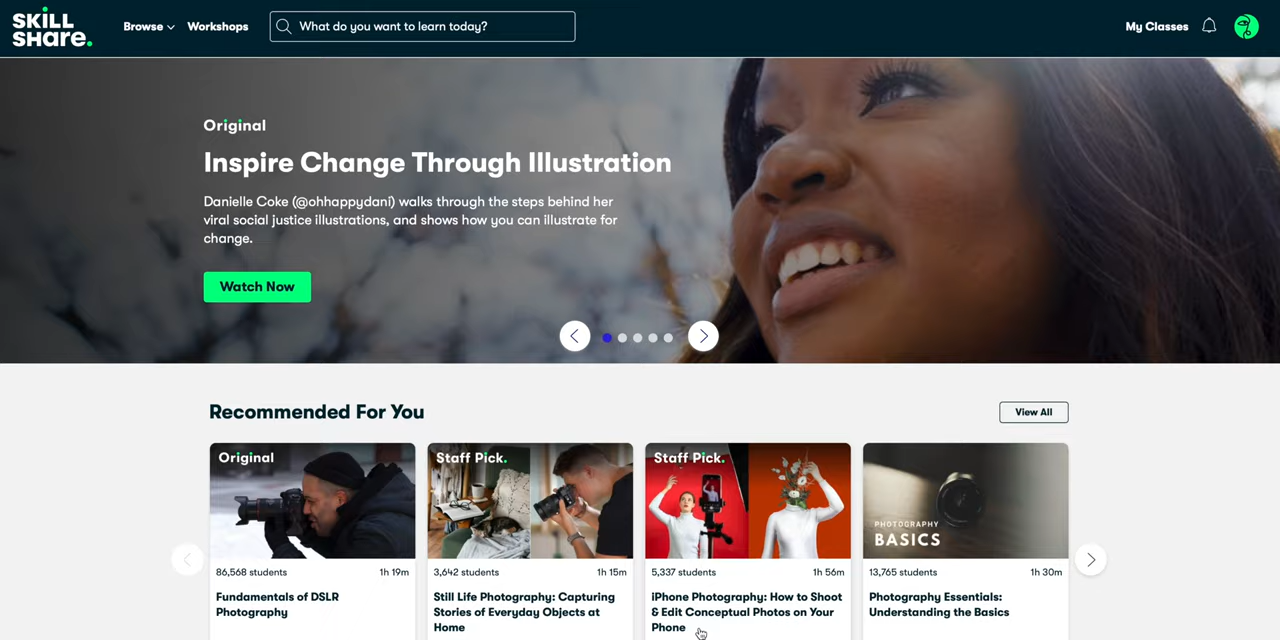 SKILL
SHare.
Browse
Workshops
What do you want to learn today?
My Classes
Original
Inspire Change Through Illustration
Danielle Coke (@ohhappydani) walks through the steps behind her
viral social justice illustrations, and shows how you can illustrate for
change.
Watch Now
Recommended For You
View All
Original
Staff Pick.
Staff Pick.
PHOTOGRAPHY
BASICS
86,568 students
1h 19m
3,642 students
1h 15m
5,337 students
1h 56m
13,765 students
1h 30m
Fundamentals of DSLR
Photography
Still Life Photography: Capturing
Stories of Everyday Objects at
Home
iPhone Photography: How to Shoot
& Edit Conceptual Photos on Your
Phone
Photography Essentials:
Understanding the Basics